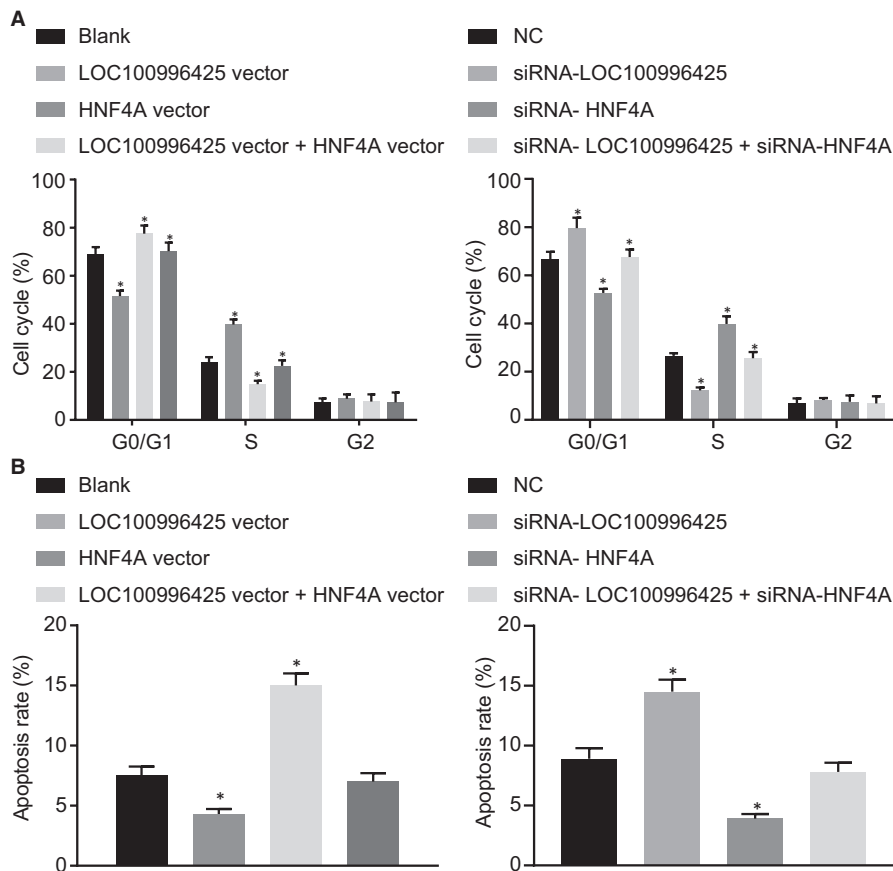 A
Blank
LOC100996425 vector
HNF4A vector
LOC100996425 vector + HNF4A vector
100
80
60
40
20
0
Cell cycle (%)
*
*
*
*
*
*
G0/G1 S G2
NC
siRNA-LOC100996425
siRNA- HNF4A
siRNA- LOC100996425 + siRNA-HNF4A
100
80
60
40
20
0
Cell cycle (%)
*
*
*
*
*
*
G0/G1 S G2
B
Blank
LOC100996425 vector
HNF4A vector
LOC100996425 vector + HNF4A vector
20
15
10
5
0
Apoptosis rate (%)
*
*
NC
siRNA-LOC100996425
siRNA- HNF4A
siRNA- LOC100996425 + siRNA-HNF4A
20
15
10
5
0
Apoptosis rate (%)
*
*